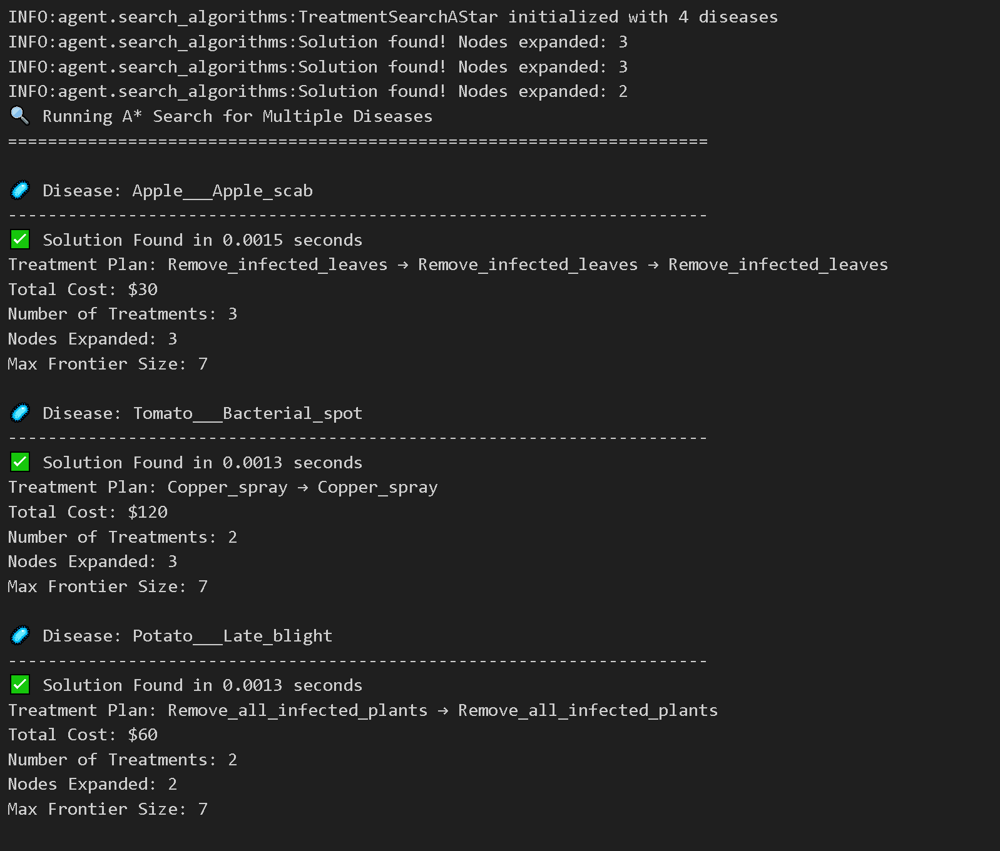 INFO:agent.search_algorithms:TreatmentSearchAStar initialized with 4 diseases
INFO:agent.search_algorithms:Solution found! Nodes expanded: 3
INFO:agent.search_algorithms:Solution found! Nodes expanded: 3
INFO:agent.search_algorithms:Solution found! Nodes expanded: 2
🔍 Running A* Search for Multiple Diseases
======================================================================
🦠 Disease: Apple___Apple_scab
----------------------------------------------------------------------
✅ Solution Found in 0.0015 seconds
Treatment Plan: Remove_infected_leaves → Remove_infected_leaves → Remove_infected_leaves
Total Cost: $30
Number of Treatments: 3
Nodes Expanded: 3
Max Frontier Size: 7
🦠 Disease: Tomato___Bacterial_spot
----------------------------------------------------------------------
✅ Solution Found in 0.0013 seconds
Treatment Plan: Copper_spray → Copper_spray
Total Cost: $120
Number of Treatments: 2
Nodes Expanded: 3
Max Frontier Size: 7
🦠 Disease: Potato___Late_blight
----------------------------------------------------------------------
✅ Solution Found in 0.0013 seconds
Treatment Plan: Remove_all_infected_plants → Remove_all_infected_plants
Total Cost: $60
Number of Treatments: 2
Nodes Expanded: 2
Max Frontier Size: 7